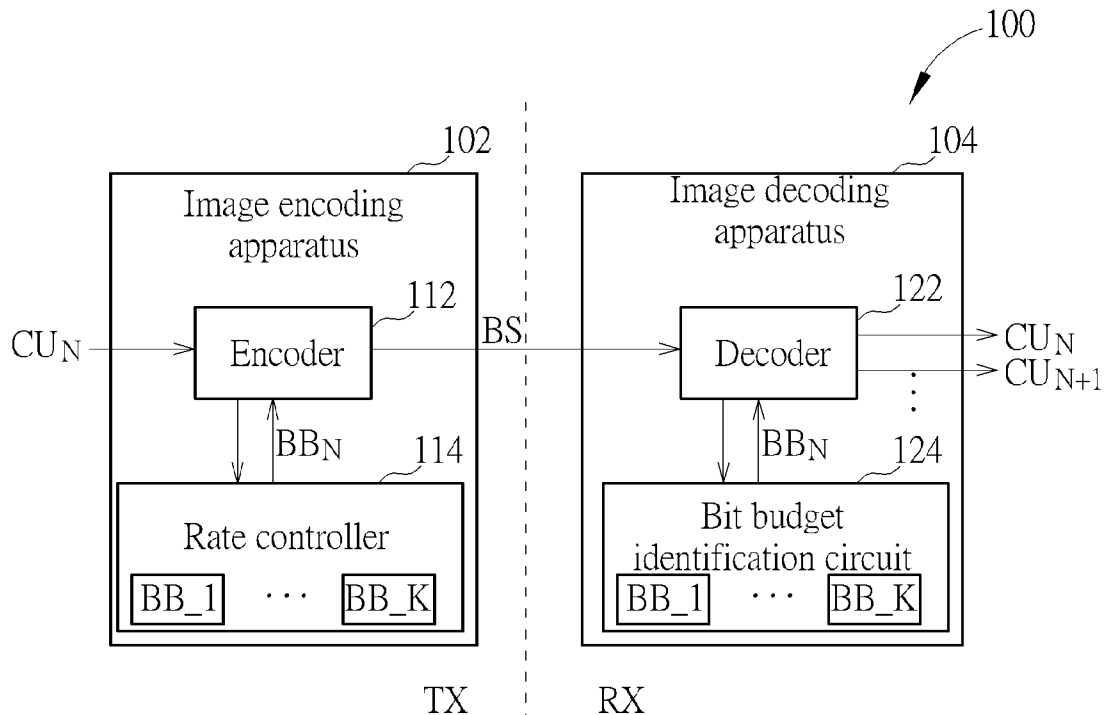 100
102
104
Image encoding
apparatus
Image decoding
apparatus
112
122
CU_N
Encoder
BS
Decoder
CU_N
CU_N+1
BB_N
114
BB_N
124
Rate controller
Bit budget
identification circuit
BB_1 ... BB_K
BB_1 ... BB_K
TX
RX